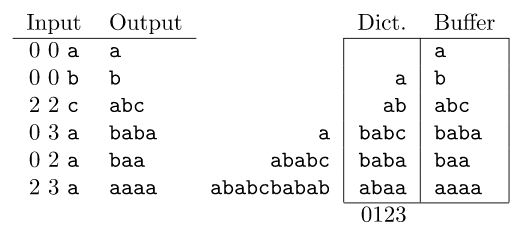 Input Output Dict. Buffer
0 0 a a a
0 0 b b a b
2 2 c abc ab abc
0 3 a baba a babc baba
0 2 a baa ababc baba baa
2 3 a aaaa ababcbabab abaa aaaa
0123